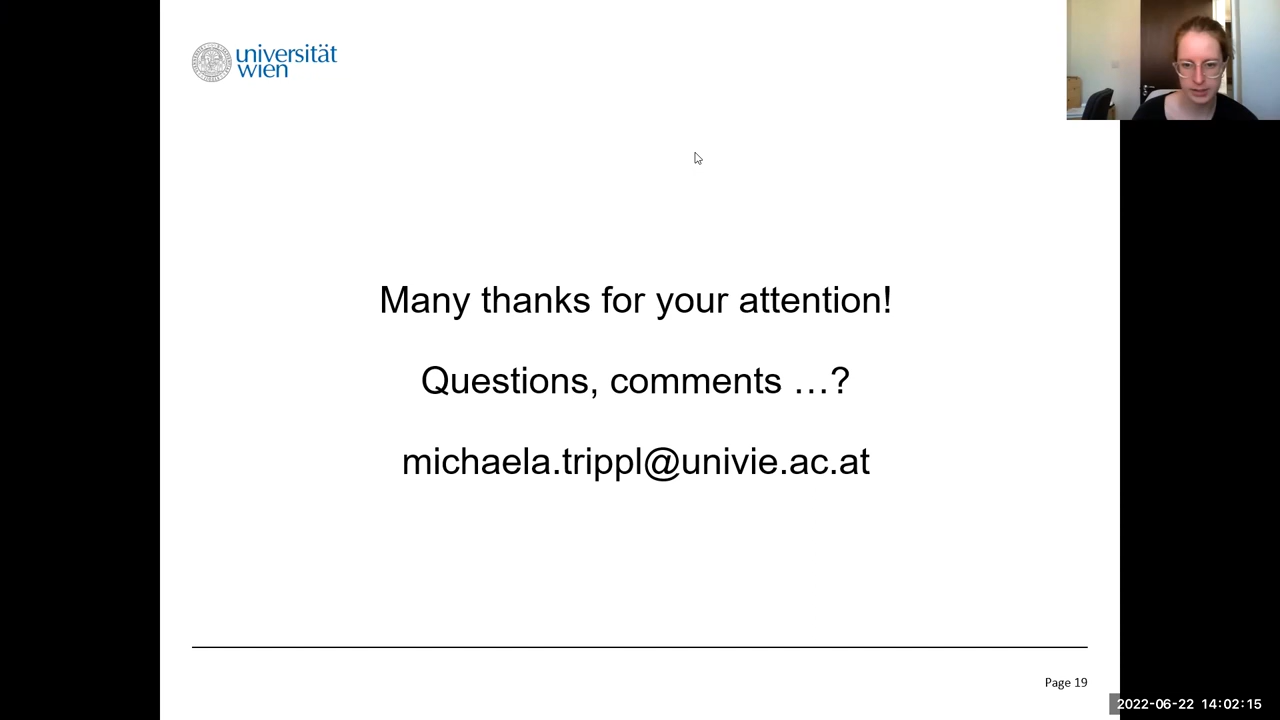 universität
wien
Many thanks for your attention!
Questions, comments …?
michaela.trippl@univie.ac.at
Page 19
2022-06-22 14:02:15